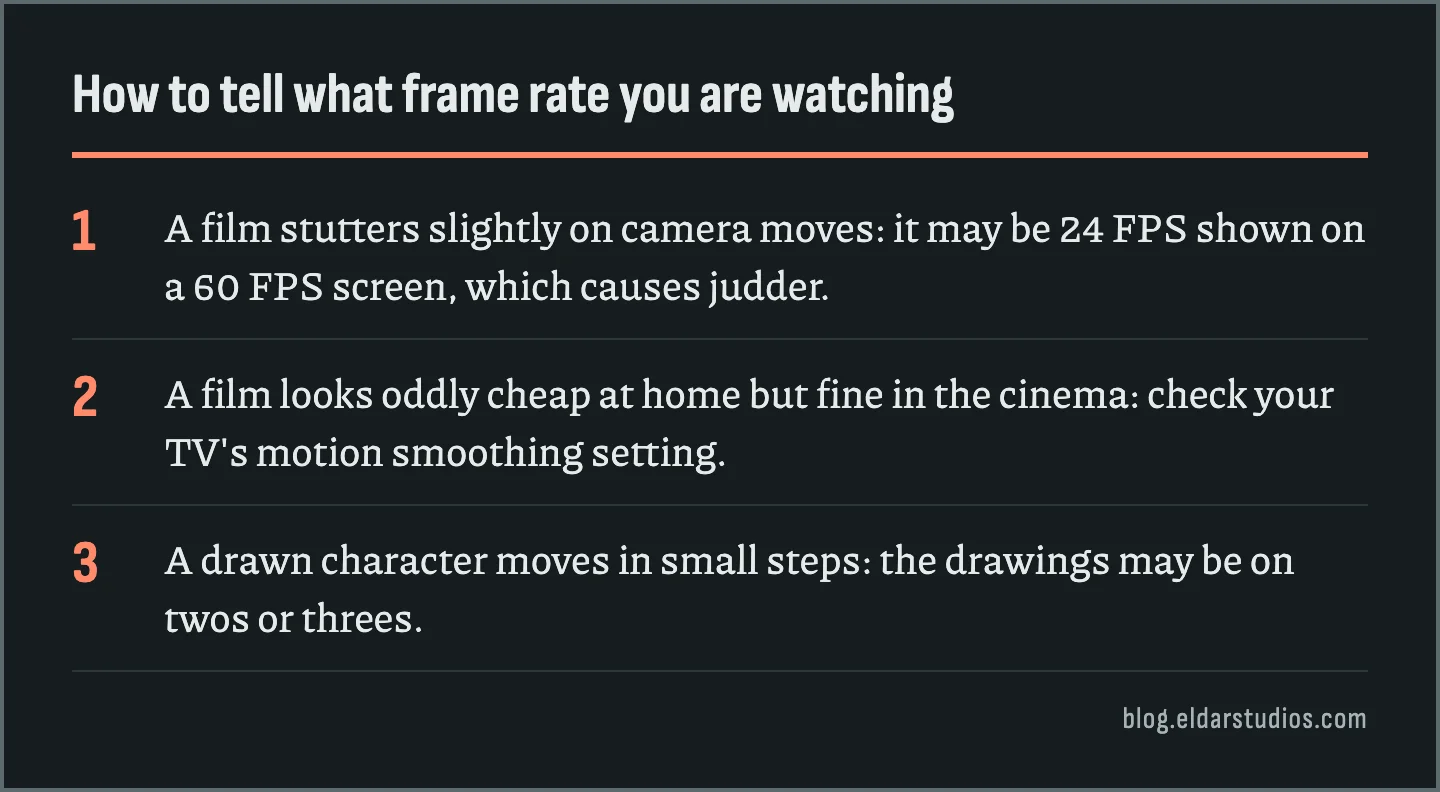 How to tell what frame rate you are watching
1 A film stutters slightly on camera moves: it may be 24 FPS shown on
a 60 FPS screen, which causes judder.
2 A film looks oddly cheap at home but fine in the cinema: check your
TV's motion smoothing setting.
3 A drawn character moves in small steps: the drawings may be on
twos or threes.
blog.eldarstudios.com